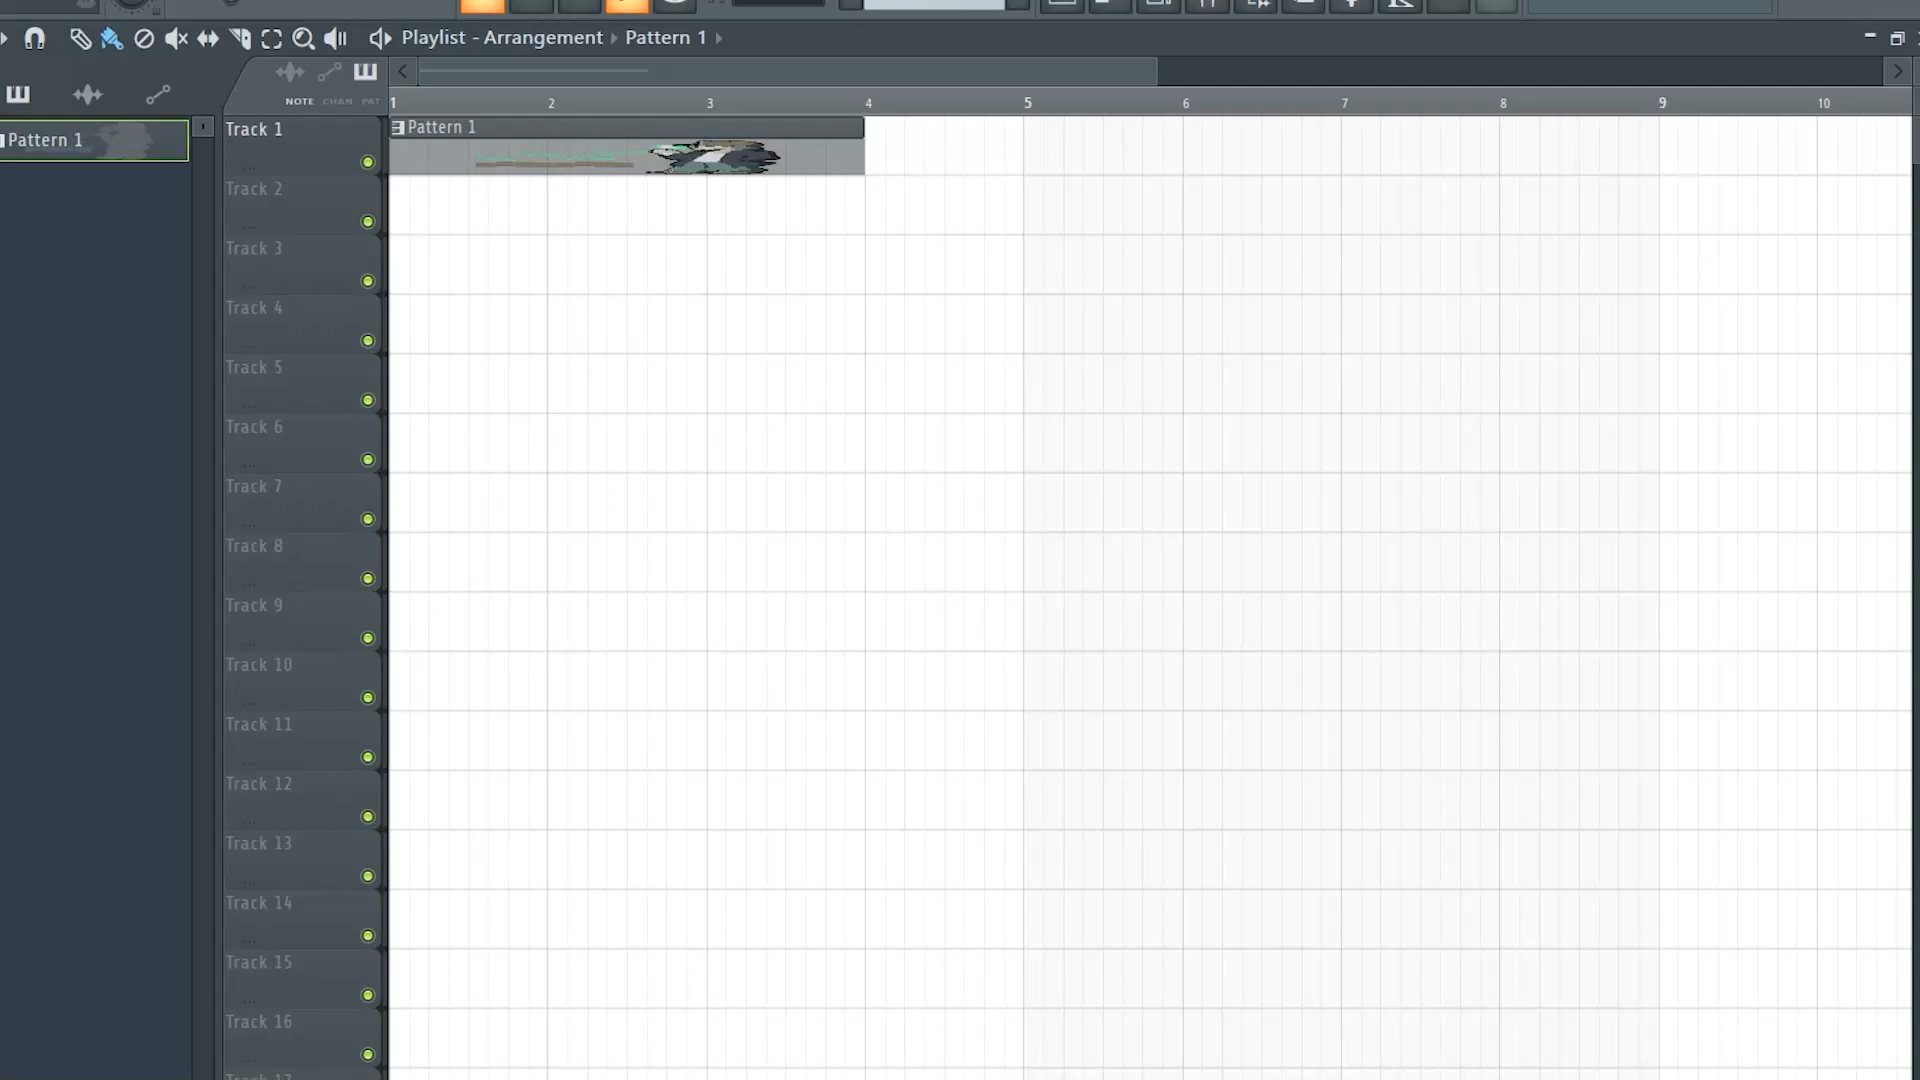 Playlist - Arrangement › Pattern 1 ›
NOTE CHAN PAT
1 2 3 4 5 6 7 8 9 10
Pattern 1
Track 1
Pattern 1
Track 2
Track 3
Track 4
Track 5
Track 6
Track 7
Track 8
Track 9
Track 10
Track 11
Track 12
Track 13
Track 14
Track 15
Track 16
Track 17